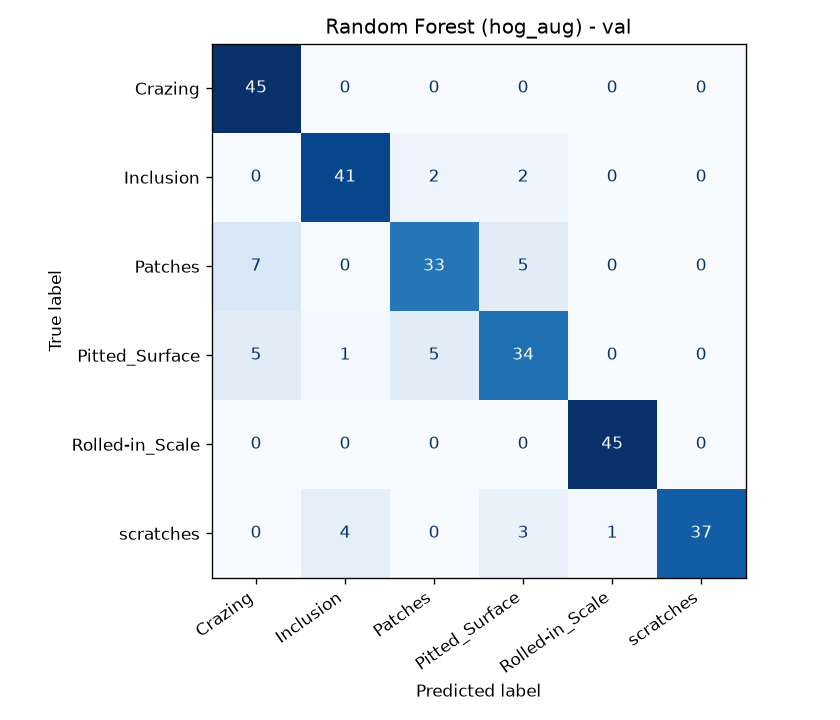 Random Forest (hog_aug) - val
True label
Crazing 45 0 0 0 0 0
Inclusion 0 41 2 2 0 0
Patches 7 0 33 5 0 0
Pitted_Surface 5 1 5 34 0 0
Rolled-in_Scale 0 0 0 0 45 0
scratches 0 4 0 3 1 37
Crazing Inclusion Patches Pitted_Surface Rolled-in_Scale scratches
Predicted label